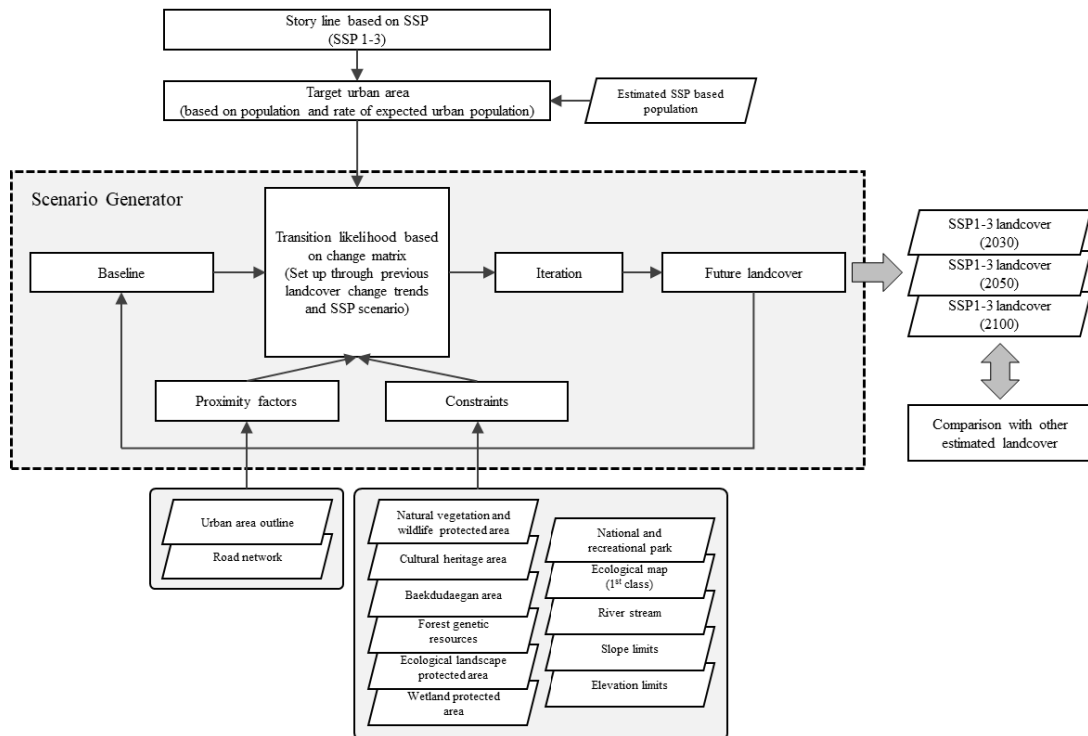 Story line based on SSP
(SSP 1-3)
Target urban area
(based on population and rate of expected urban population)
Estimated SSP based
population
Scenario Generator
Baseline
Transition likelihood based
on change matrix
(Set up through previous
landcover change trends
and SSP scenario)
Iteration
Future landcover
SSP1-3 landcover
(2030)
SSP1-3 landcover
(2050)
SSP1-3 landcover
(2100)
Proximity factors
Constraints
Comparison with other
estimated landcover
Urban area outline
Road network
Natural vegetation and
wildlife protected area
Cultural heritage area
Baekdudaegan area
Forest genetic
resources
Ecological landscape
protected area
Wetland protected
area
National and
recreational park
Ecological map
(1st class)
River stream
Slope limits
Elevation limits